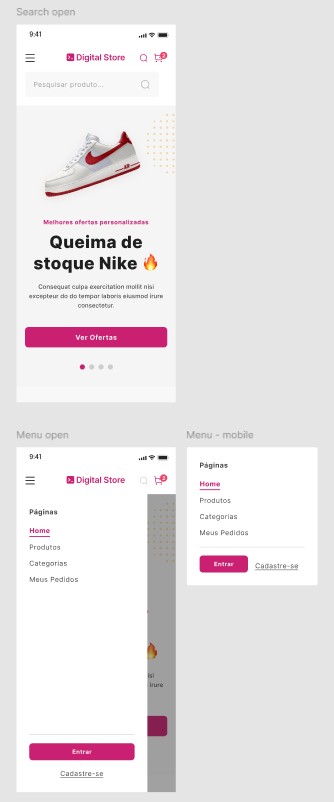 Search open
9:41
Digital Store
2
Pesquisar produto...
Melhores ofertas personalizadas
Queima de
stoque Nike 🔥
Consequat culpa exercitation mollit nisi
excepteur do do tempor laboris eiusmod irure
consectetur.
Ver Ofertas
Menu open
9:41
Digital Store
2
Páginas
Home
Produtos
Categorias
Meus Pedidos
isi
irure
Entrar
Cadastre-se
Menu - mobile
Páginas
Home
Produtos
Categorias
Meus Pedidos
Entrar
Cadastre-se